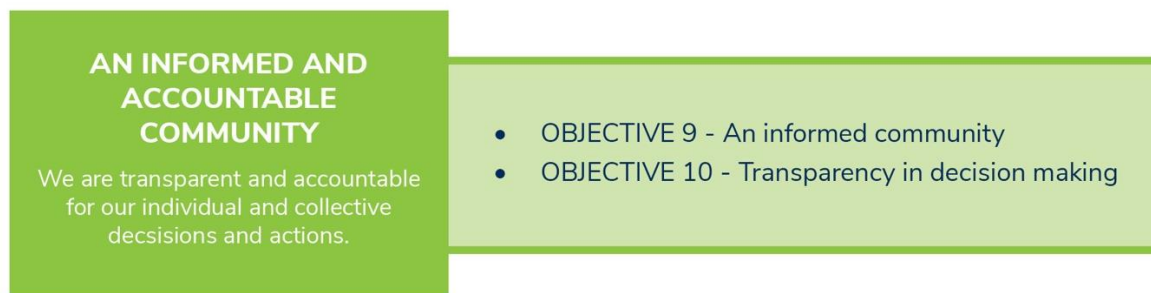 AN INFORMED AND
ACCOUNTABLE
COMMUNITY
We are transparent and accountable
for our individual and collective
decsisions and actions.
• OBJECTIVE 9 - An informed community
• OBJECTIVE 10 - Transparency in decision making